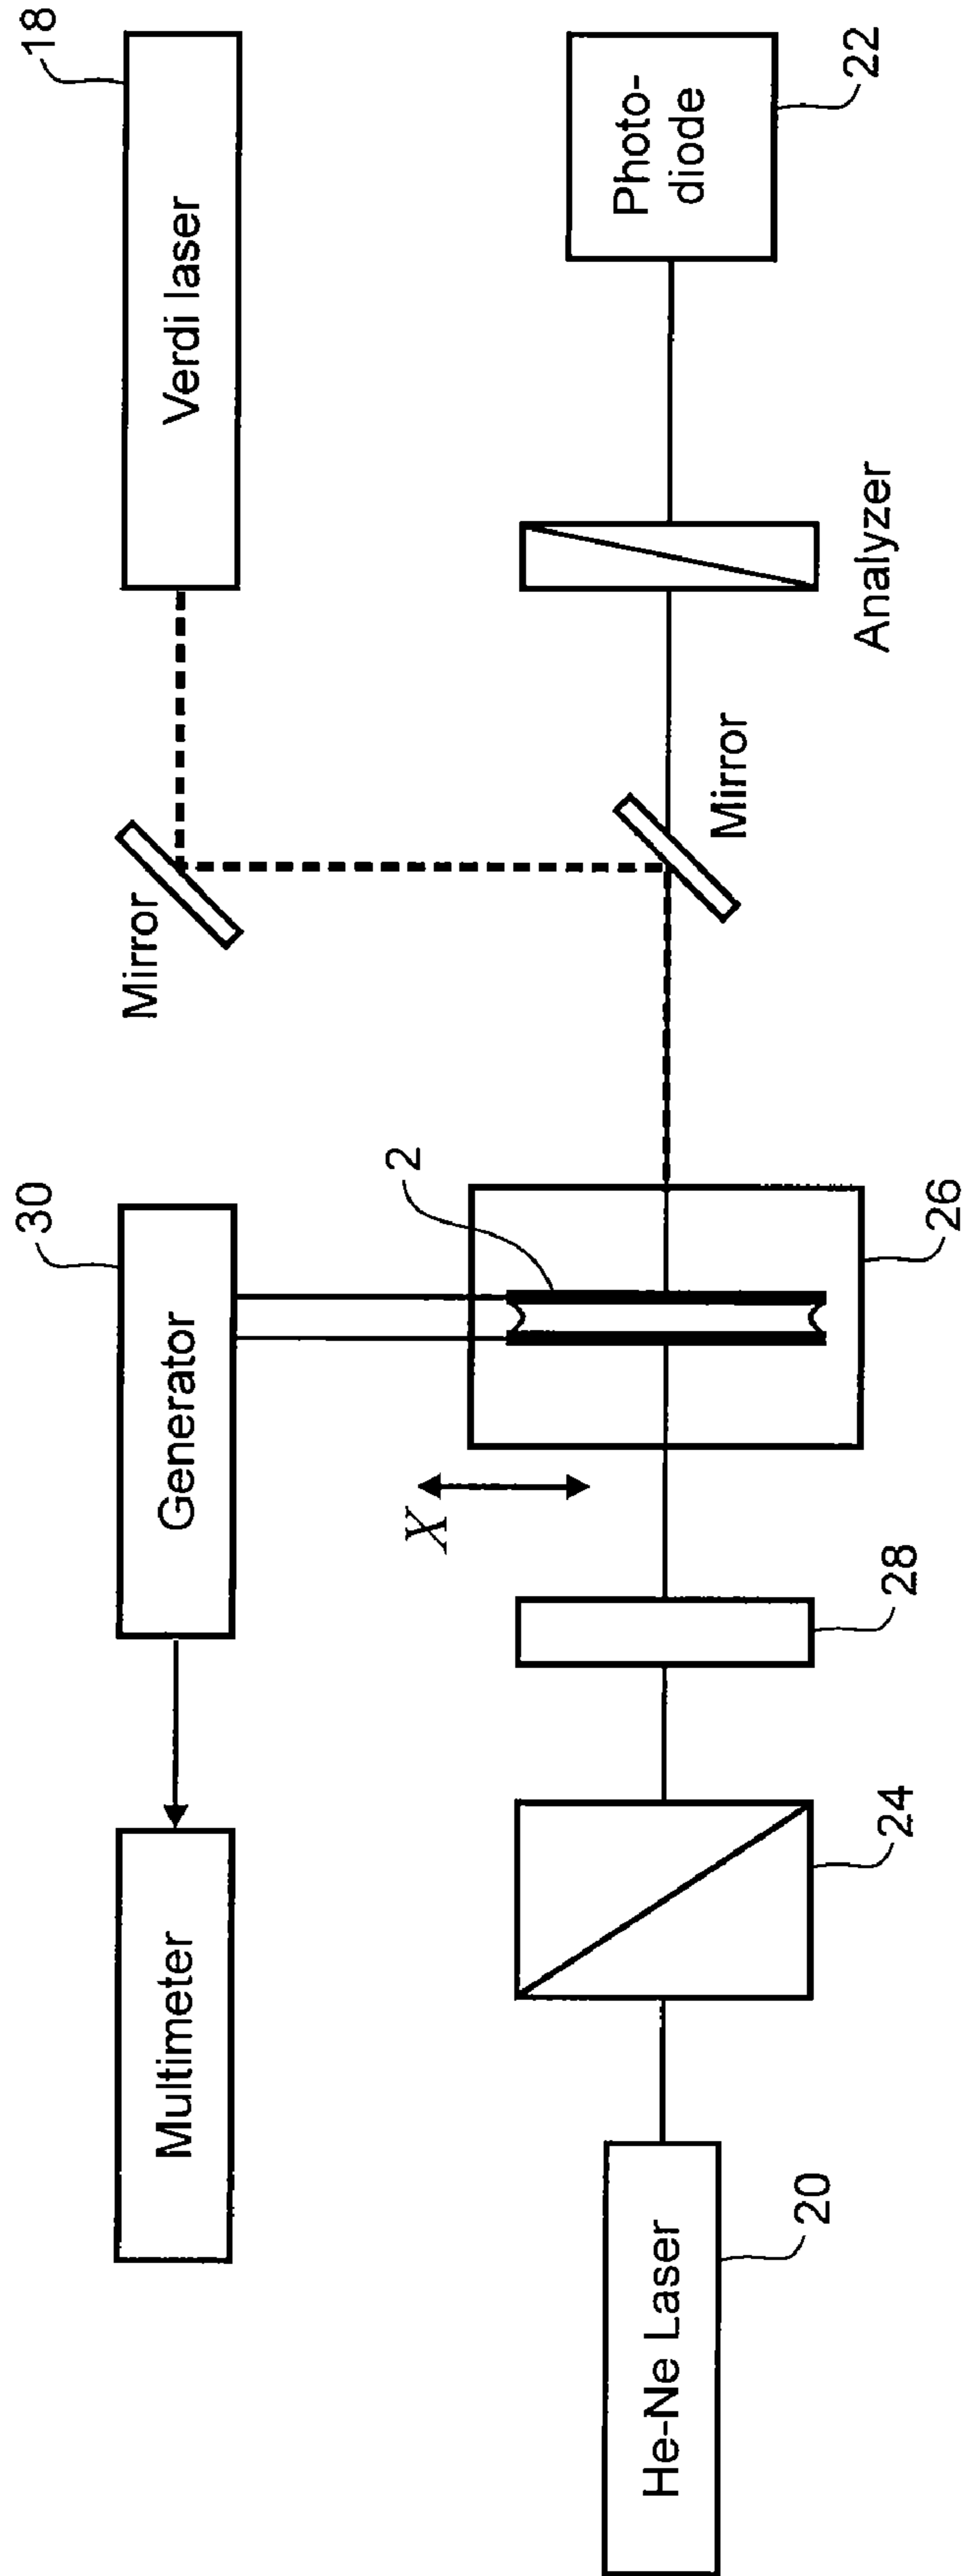 Multimeter
Generator
30
Verdi laser
18
Mirror
X
2
He-Ne Laser
20
24
28
26
Mirror
Analyzer
Photo-
diode
22